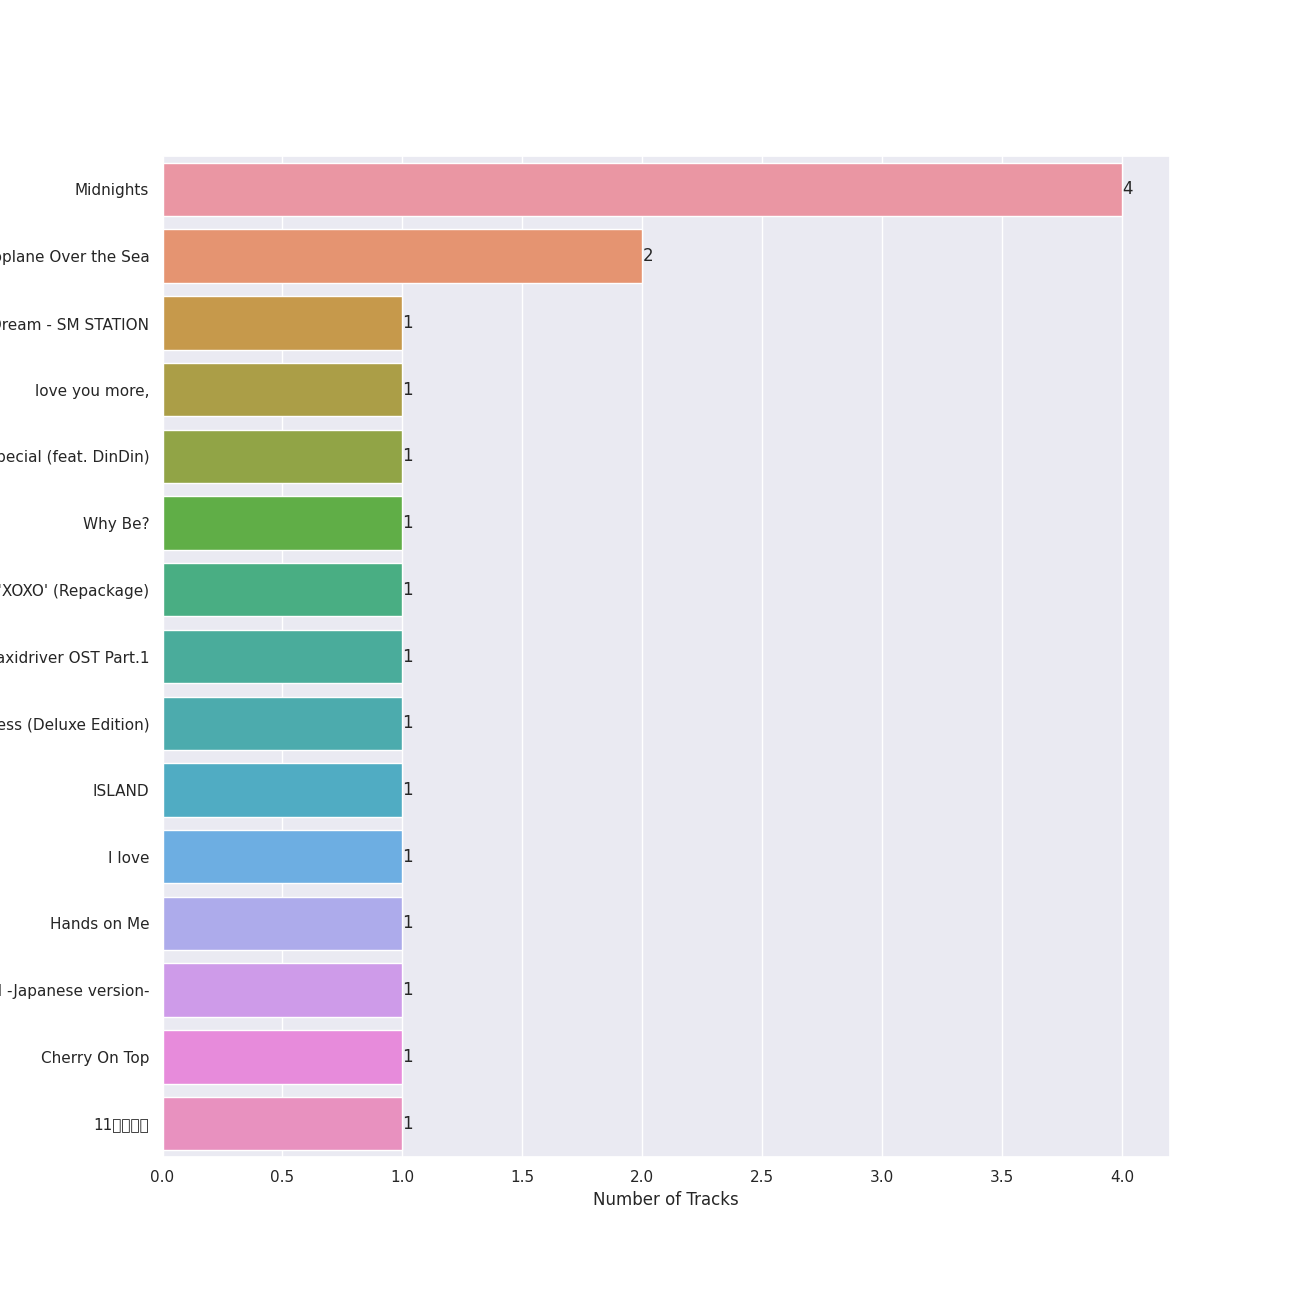 Midnights
4
plane Over the Sea
2
Dream - SM STATION
1
love you more,
1
pecial (feat. DinDin)
1
Why Be?
1
'XOXO' (Repackage)
1
axidriver OST Part.1
1
ess (Deluxe Edition)
1
ISLAND
1
I love
1
Hands on Me
1
-Japanese version-
1
Cherry On Top
1
11
1
0.0 0.5 1.0 1.5 2.0 2.5 3.0 3.5 4.0
Number of Tracks